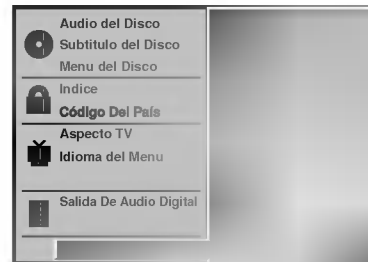 Audio del Disco
Subtitulo del Disco
Menu del Disco
Indice
Código Del País
Aspecto TV
Idioma del Menu
Salida De Audio Digital